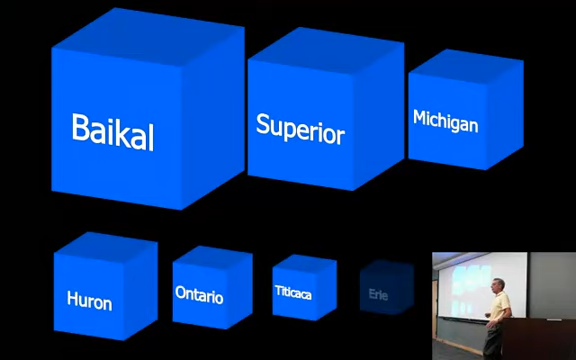 Baikal
Superior
Michigan
Huron
Ontario
Titicaca
Erie